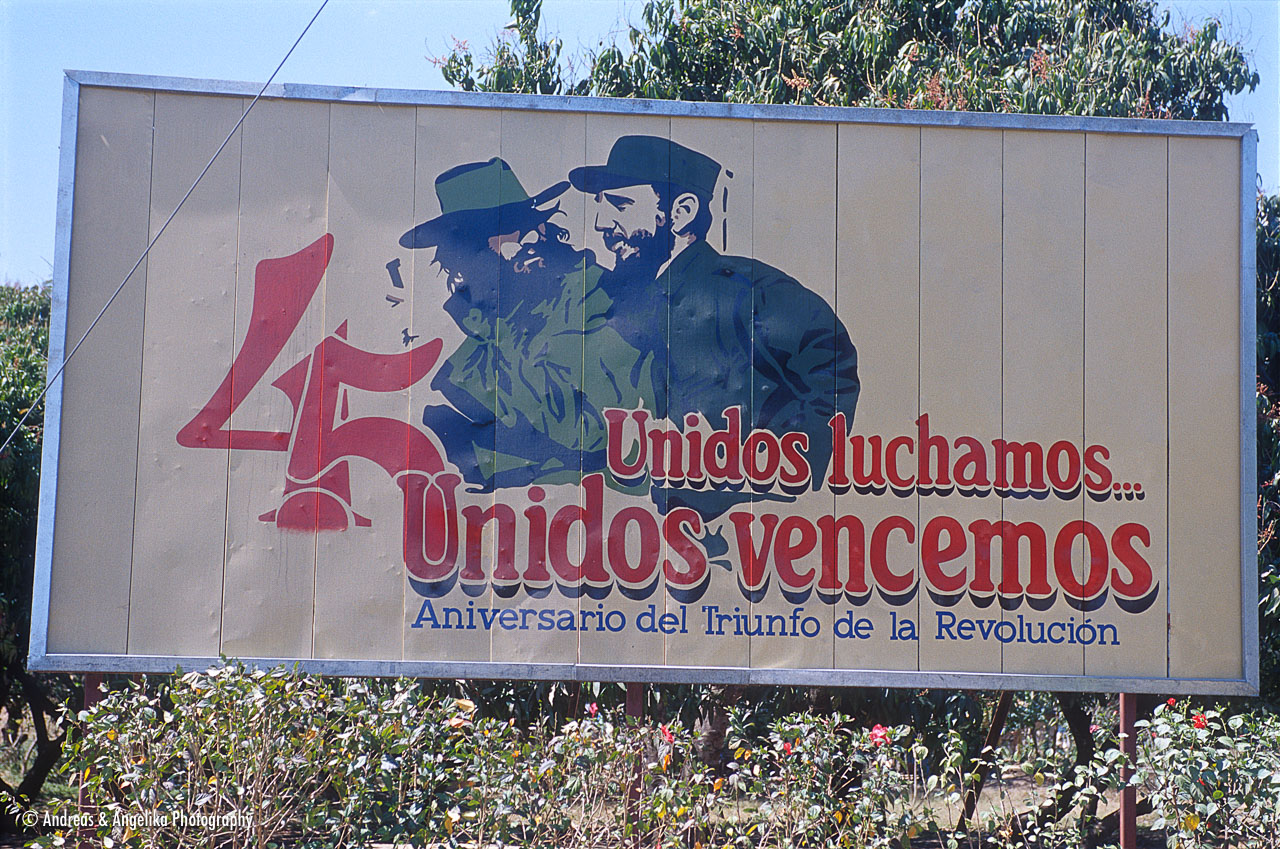 45
Unidos luchamos...
Unidos vencemos
Aniversario del Triunfo de la Revolución
© Andreas & Angelika Photography